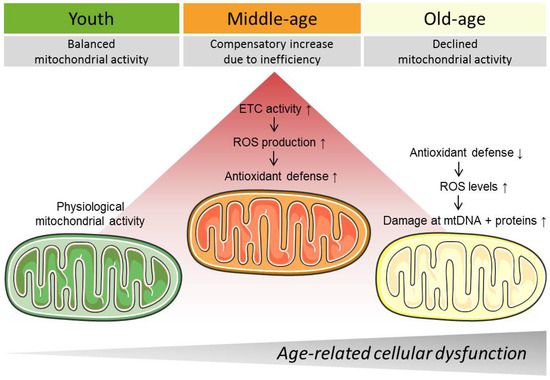 Youth
Middle-age
Old-age
Balanced
mitochondrial activity
Compensatory increase
due to inefficiency
Declined
mitochondrial activity
ETC activity ↑
ROS production ↑
Antioxidant defense ↑
Antioxidant defense ↓
ROS levels ↑
Damage at mtDNA + proteins ↑
Physiological
mitochondrial activity
Age-related cellular dysfunction